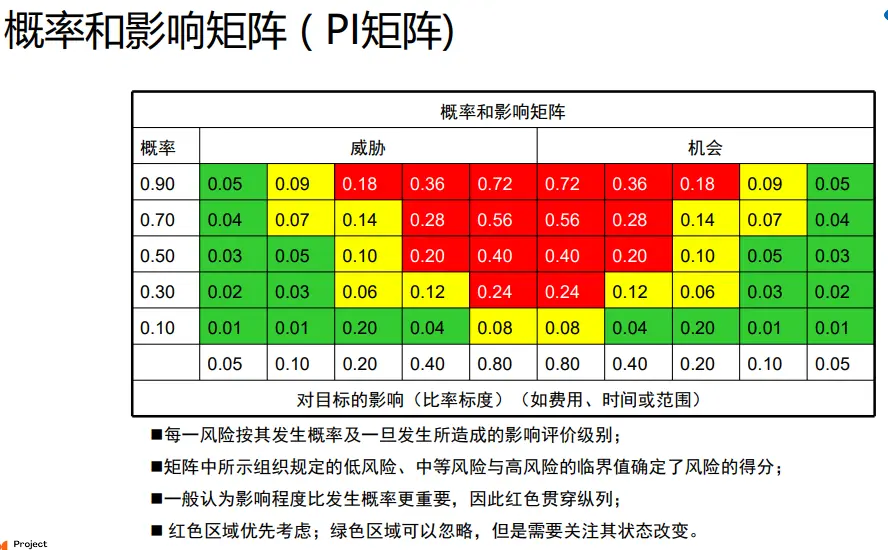 概率和影响矩阵(PI矩阵)
概率和影响矩阵
概率 威胁 机会
0.90 0.05 0.09 0.18 0.36 0.72 0.72 0.36 0.18 0.09 0.05
0.70 0.04 0.07 0.14 0.28 0.56 0.56 0.28 0.14 0.07 0.04
0.50 0.03 0.05 0.10 0.20 0.40 0.40 0.20 0.10 0.05 0.03
0.30 0.02 0.03 0.06 0.12 0.24 0.24 0.12 0.06 0.03 0.02
0.10 0.01 0.01 0.20 0.04 0.08 0.08 0.04 0.20 0.01 0.01
0.05 0.10 0.20 0.40 0.80 0.80 0.40 0.20 0.10 0.05
对目标的影响(比率标度)(如费用、时间或范围)
■每一风险按其发生概率及一旦发生所造成的影响评价级别;
■矩阵中所示组织规定的低风险、中等风险与高风险的临界值确定了风险的得分;
■一般认为影响程度比发生概率更重要,因此红色贯穿纵列;
■ 红色区域优先考虑;绿色区域可以忽略,但是需要关注其状态改变。
Project